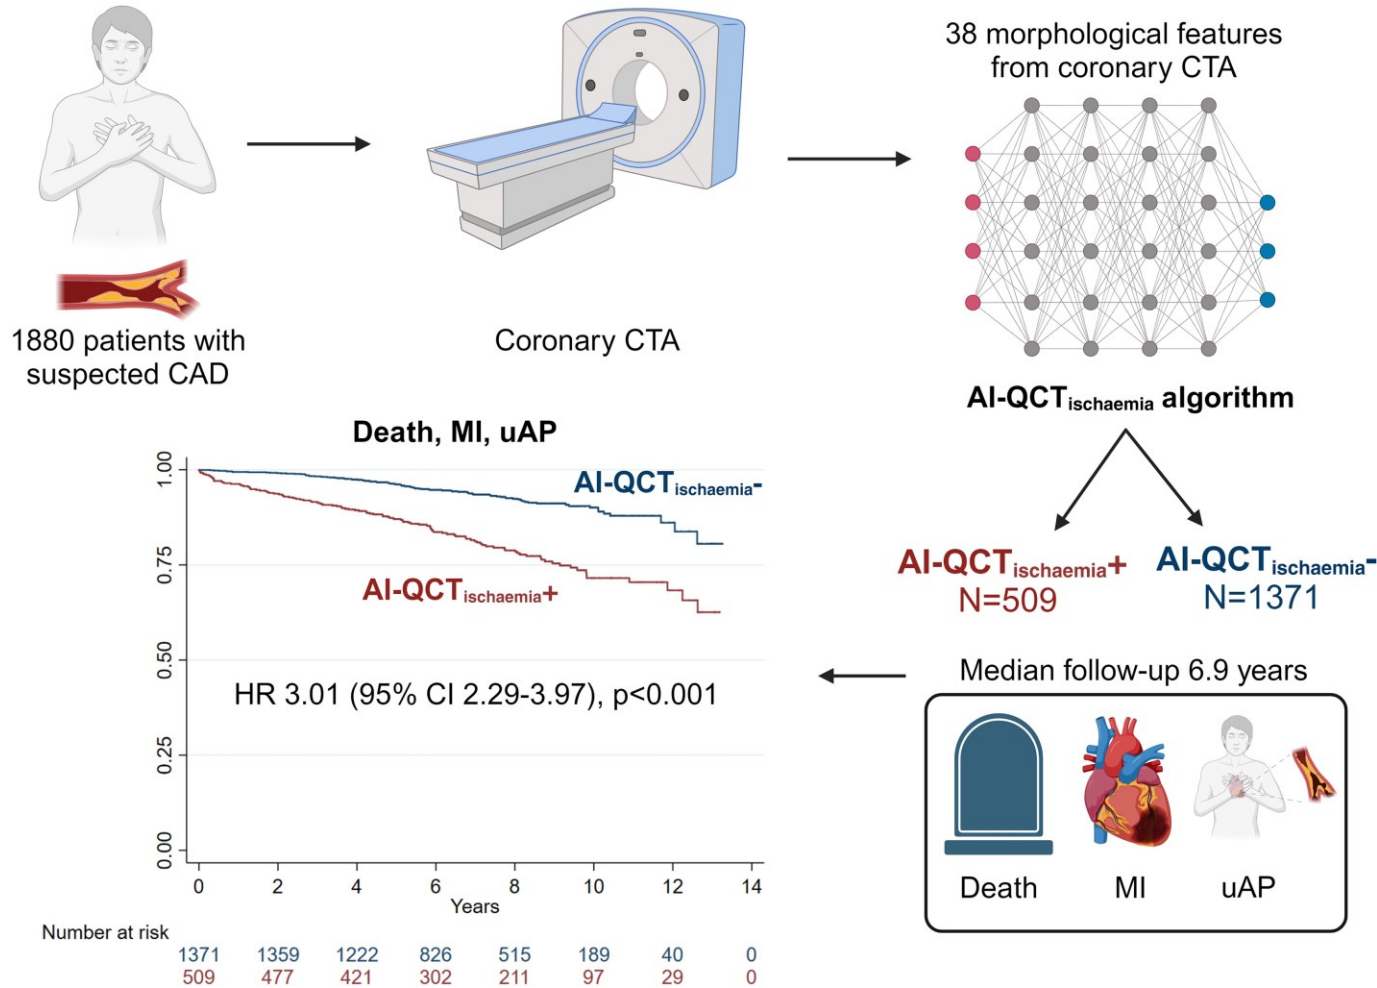 1880 patients with
suspected CAD
Coronary CTA
38 morphological features
from coronary CTA
AI-QCTischaemia algorithm
AI-QCTischaemia+
N=509
AI-QCTischaemia-
N=1371
Median follow-up 6.9 years
Death
MI
uAP
Death, MI, uAP
1.00
0.75
0.50
0.25
0.00
AI-QCTischaemia-
AI-QCTischaemia+
HR 3.01 (95% CI 2.29-3.97), p<0.001
0 2 4 6 8 10 12 14
Years
Number at risk
1371 1359 1222 826 515 189 40 0
509 477 421 302 211 97 29 0